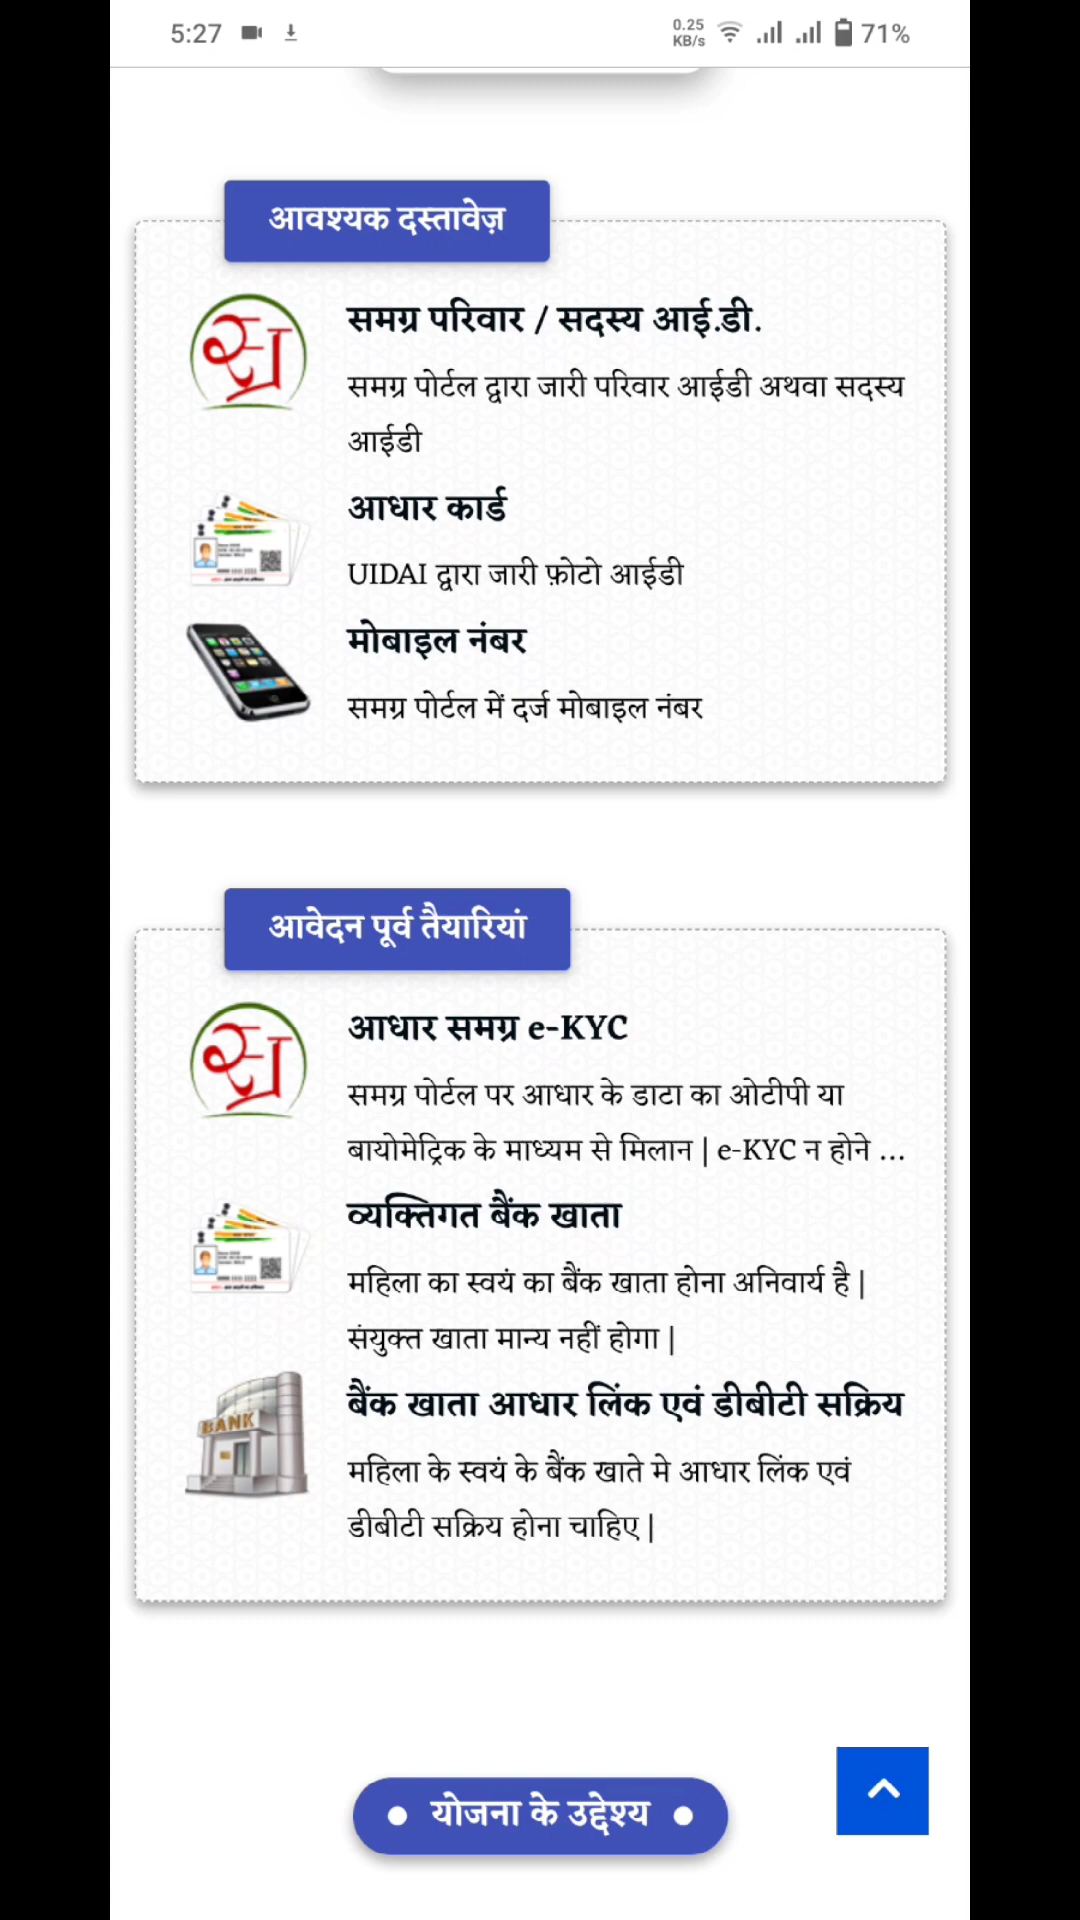 5:27
0.25
KB/s
71%
आवश्यक दस्तावेज़
समग्र परिवार / सदस्य आई.डी.
समग्र पोर्टल द्वारा जारी परिवार आईडी अथवा सदस्य
आईडी
आधार कार्ड
UIDAI द्वारा जारी फ़ोटो आईडी
मोबाइल नंबर
समग्र पोर्टल में दर्ज मोबाइल नंबर
आवेदन पूर्व तैयारियां
आधार समग्र e-KYC
समग्र पोर्टल पर आधार के डाटा का ओटीपी या
बायोमेट्रिक के माध्यम से मिलान | e-KYC न होने ...
व्यक्तिगत बैंक खाता
महिला का स्वयं का बैंक खाता होना अनिवार्य है |
संयुक्त खाता मान्य नहीं होगा |
BANK
बैंक खाता आधार लिंक एवं डीबीटी सक्रिय
महिला के स्वयं के बैंक खाते मे आधार लिंक एवं
डीबीटी सक्रिय होना चाहिए |
योजना के उद्देश्य